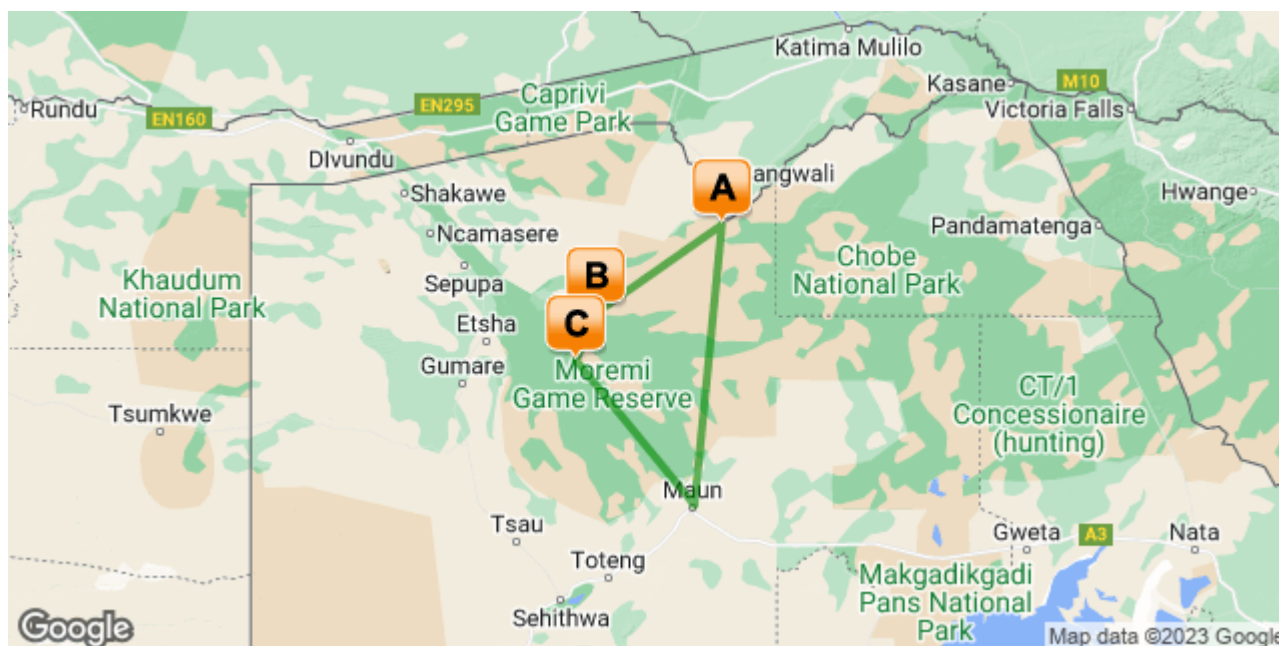 Katima Mulilo
Kasane
M10
Rundu
EN295
Caprivi
Game Park
Victoria Falls
EN160
DIvundu
angwali
A
Hwange
Shakawe
Pandamatenga
Ncamasere
Chobe
National Park
Khaudum
National Park
Sepupa
B
Etsha
C
Gumare
Moremi
Game Reserve
CT/1
Concessionaire
(hunting)
Tsumkwe
Maun
Tsau
Gweta
A3
Nata
Toteng
Makgadikgadi
Pans National
Park
Sehithwa
Google
Map data ©2023 Google